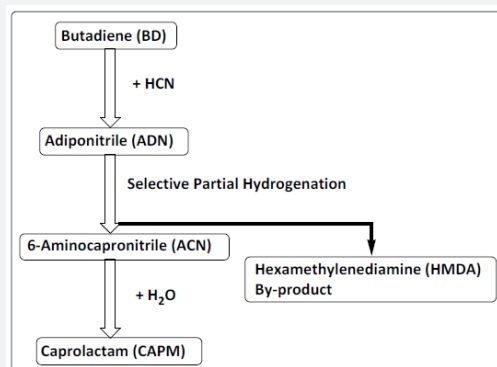 Butadiene (BD)
+ HCN
Adiponitrile (ADN)
Selective Partial Hydrogenation
6-Aminocapronitrile (ACN)
Hexamethylenediamine (HMDA)
By-product
+ H₂O
Caprolactam (CAPM)